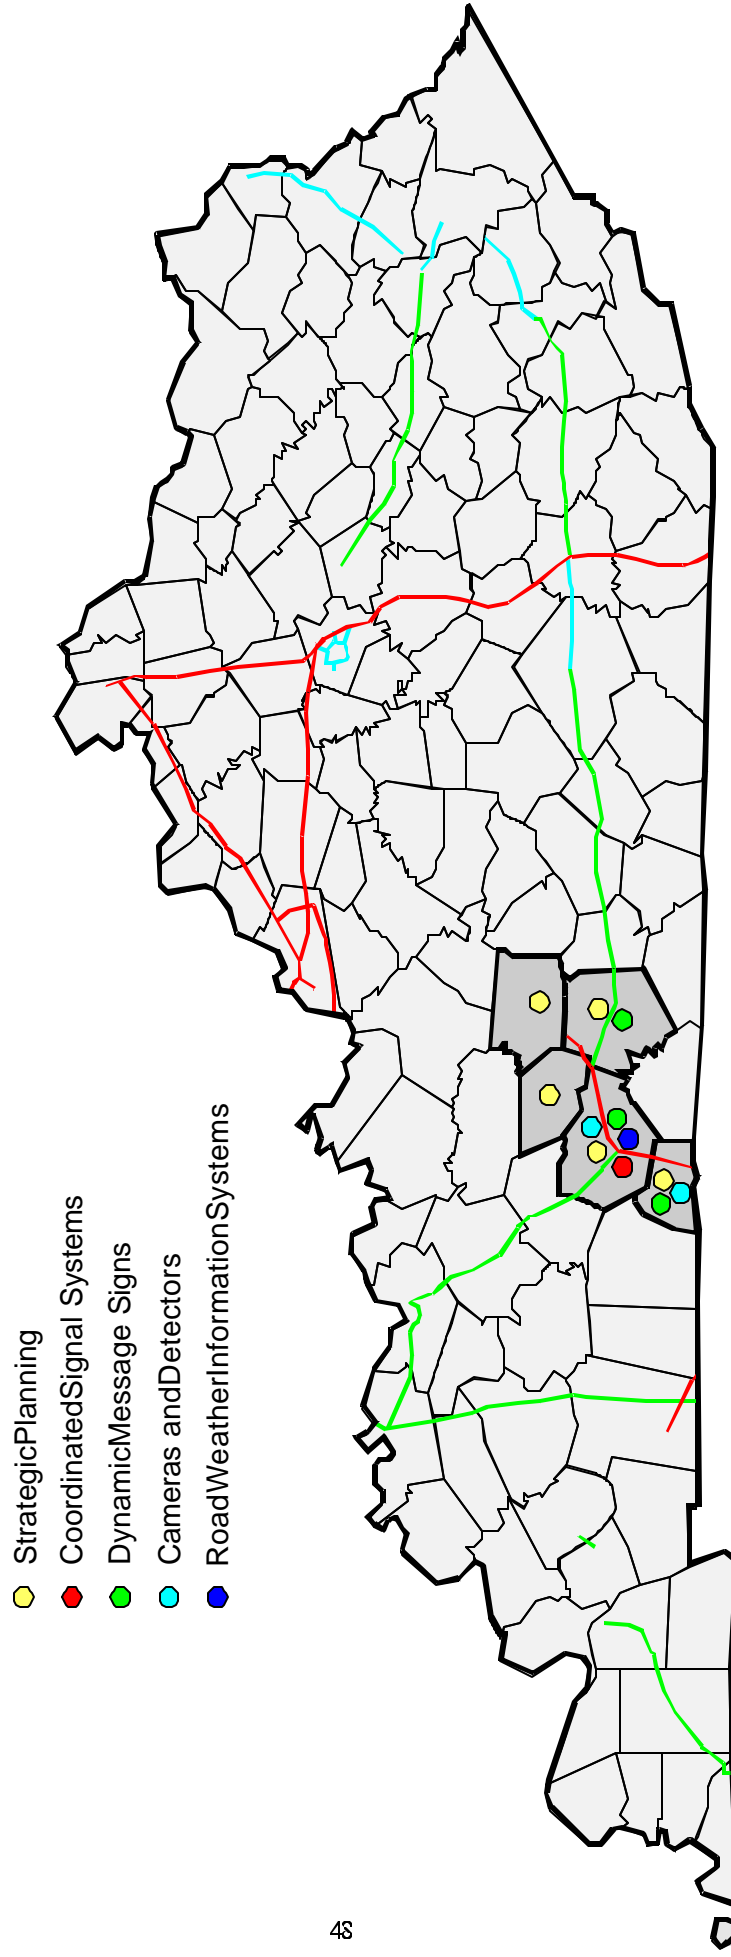 StrategicPlanning
CoordinatedSignal Systems
DynamicMessage Signs
Cameras andDetectors
RoadWeatherInformationSystems
48